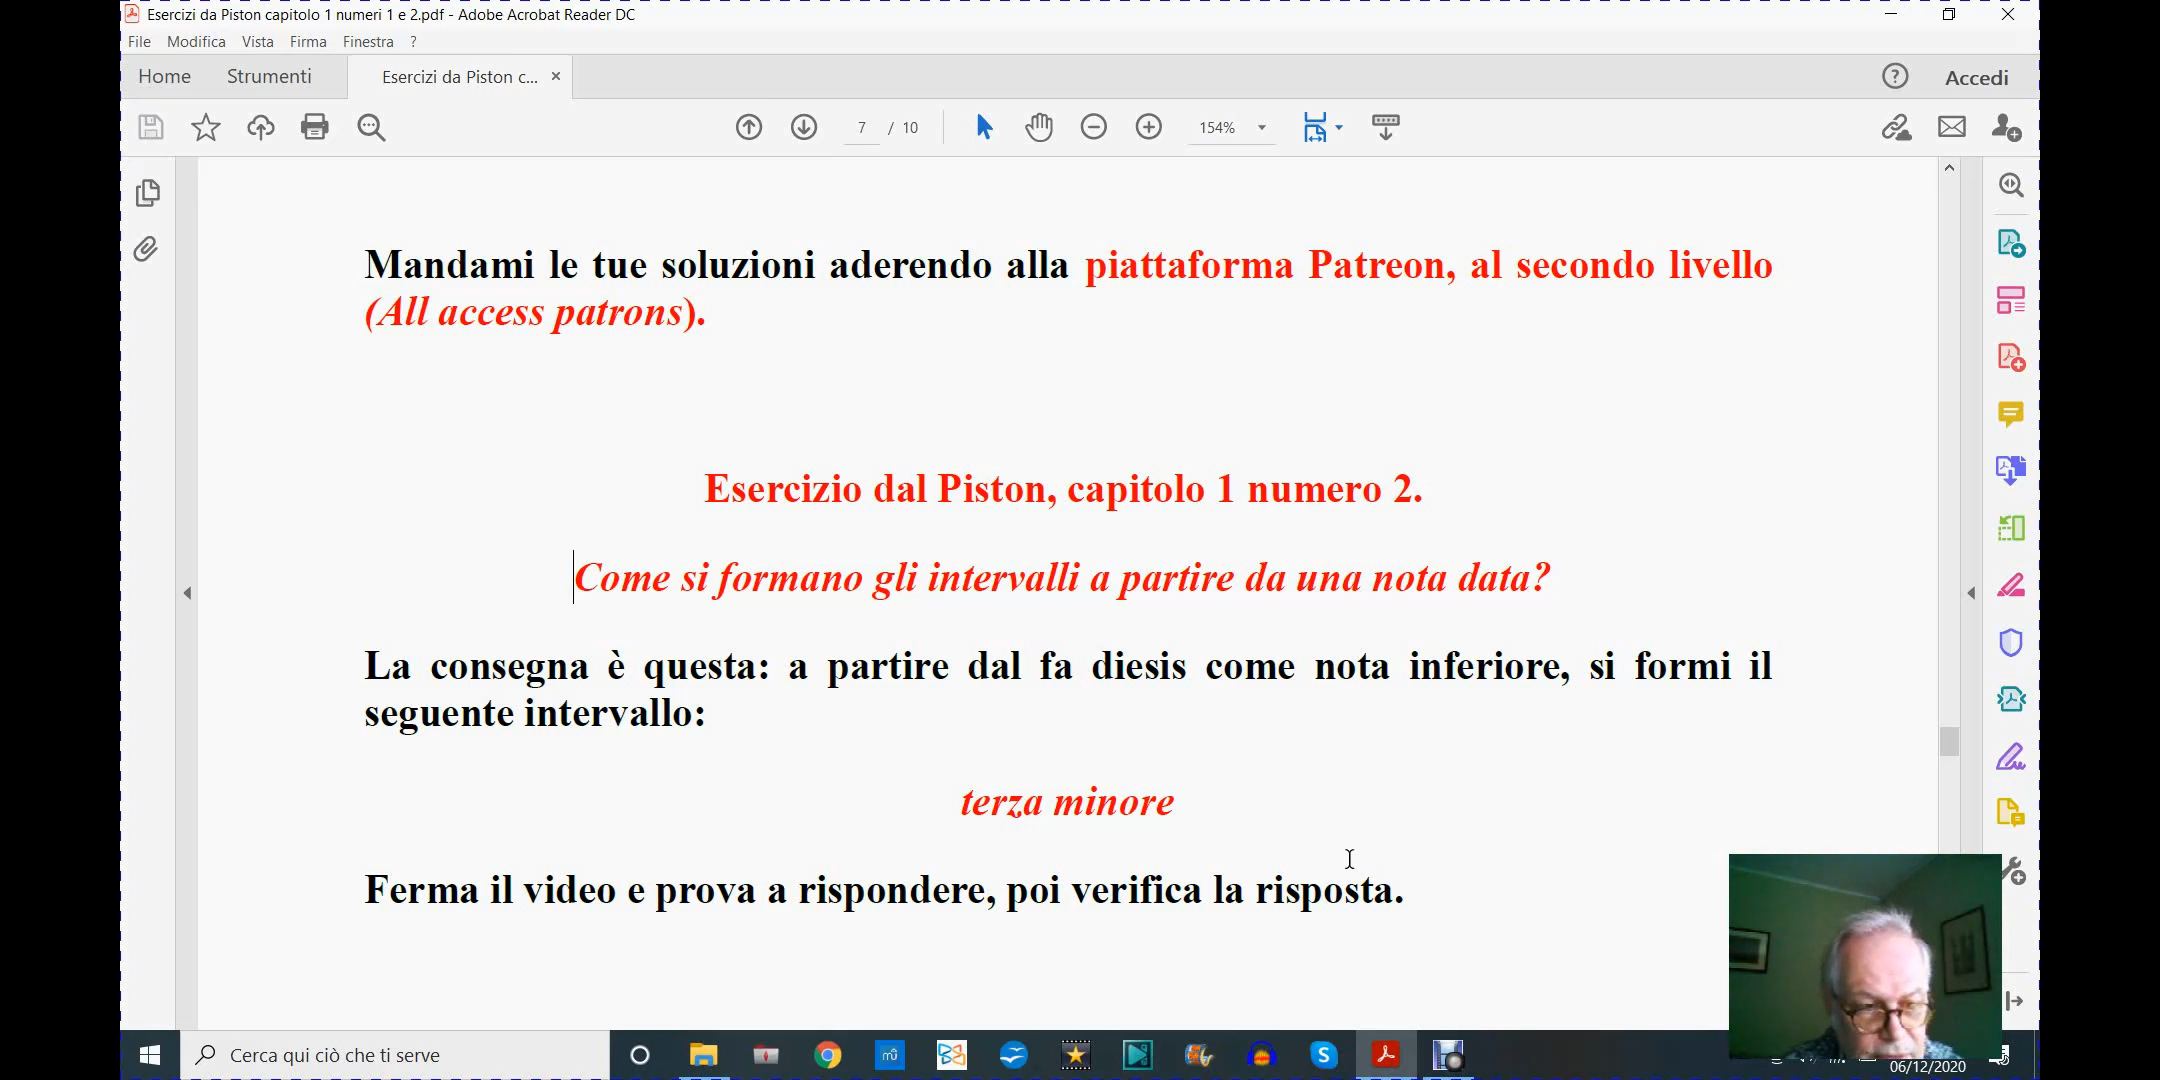 Esercizi da Piston capitolo 1 numeri 1 e 2.pdf - Adobe Acrobat Reader DC
File Modifica Vista Firma Finestra ?
Home Strumenti Esercizi da Piston c... × Accedi
7 / 10 154%
Mandami le tue soluzioni aderendo alla piattaforma Patreon, al secondo livello
(All access patrons).
Esercizio dal Piston, capitolo 1 numero 2.
Come si formano gli intervalli a partire da una nota data?
La consegna è questa: a partire dal fa diesis come nota inferiore, si formi il
seguente intervallo:
terza minore
Ferma il video e prova a rispondere, poi verifica la risposta.
Cerca qui ciò che ti serve
06/12/2020